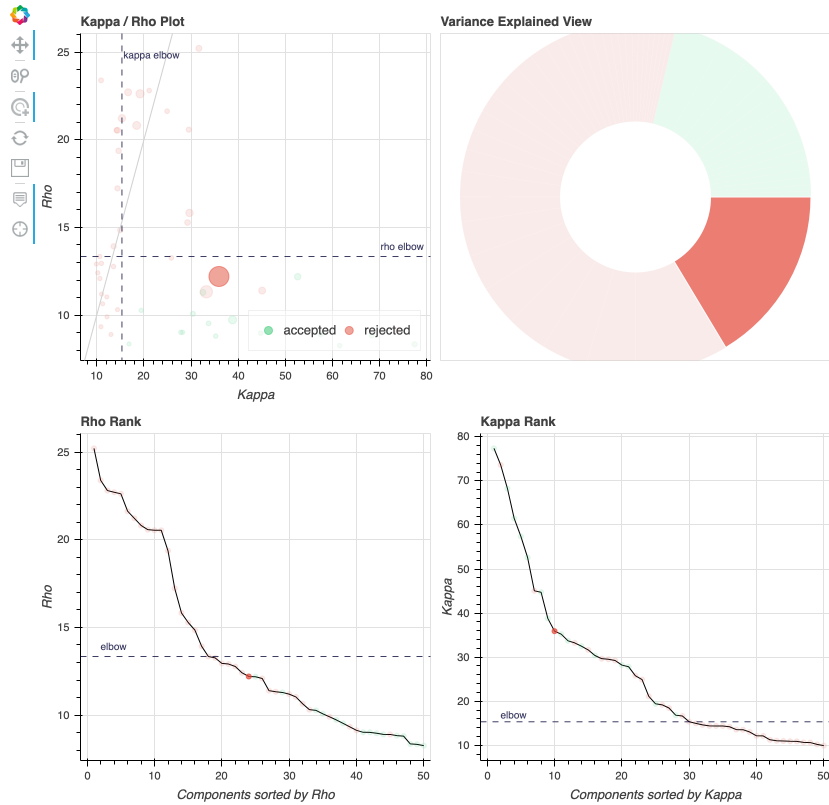 Kappa / Rho Plot
Variance Explained View
25
20
15
10
Rho
kappa elbow
rho elbow
accepted
rejected
10
20
30
40
50
60
70
80
Kappa
Rho Rank
Kappa Rank
25
20
15
10
Rho
elbow
0
10
20
30
40
50
Components sorted by Rho
80
70
60
50
40
30
20
10
Kappa
elbow
0
10
20
30
40
50
Components sorted by Kappa